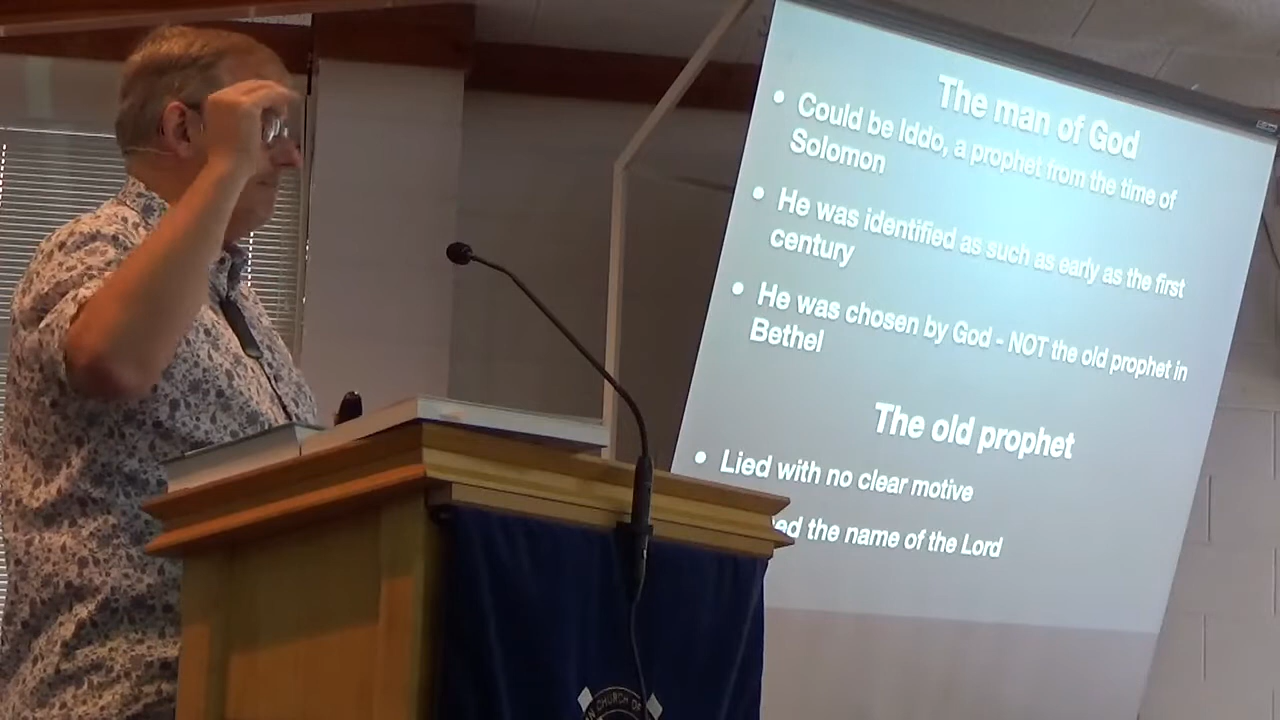 The man of God
• Could be Iddo, a prophet from the time of
Solomon
• He was identified as such as early as the first
century
• He was chosen by God - NOT the old prophet in
Bethel
The old prophet
• Lied with no clear motive
the name of the Lord
CHURCH OF